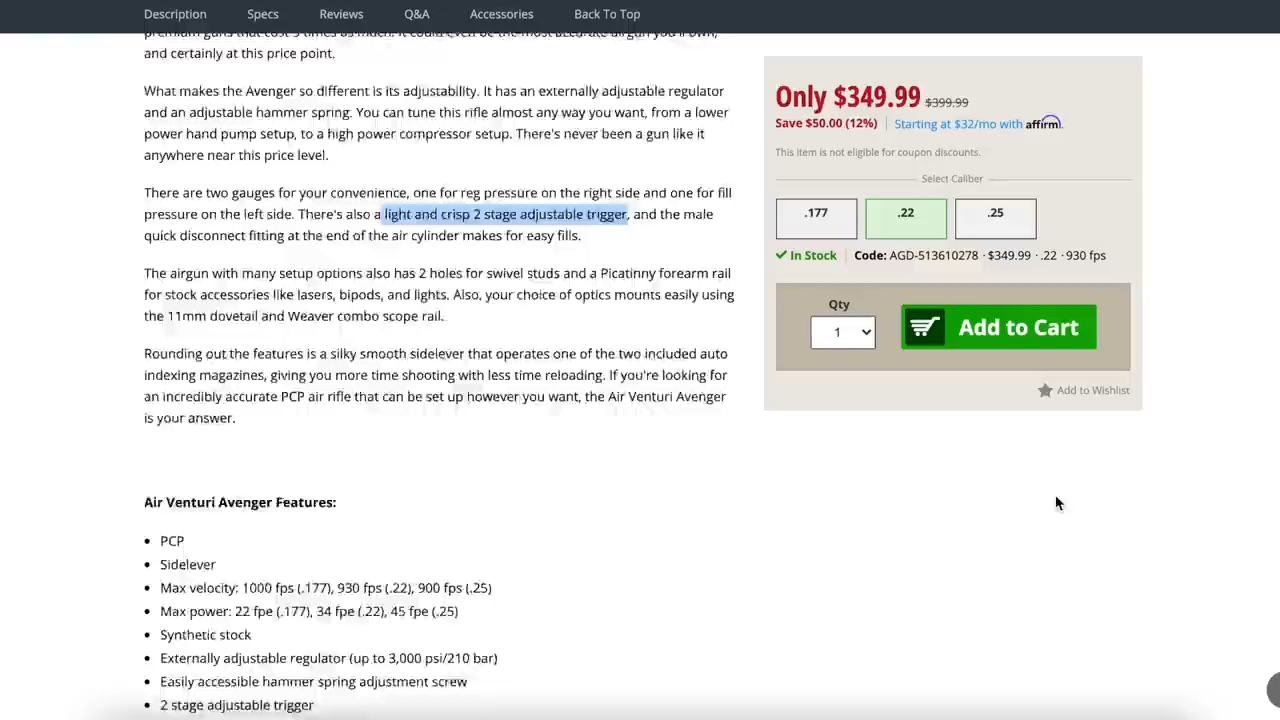 Description Specs Reviews Q&A Accessories Back To Top
and certainly at this price point.
What makes the Avenger so different is its adjustability. It has an externally adjustable regulator
and an adjustable hammer spring. You can tune this rifle almost any way you want, from a lower
power hand pump setup, to a high power compressor setup. There's never been a gun like it
anywhere near this price level.
There are two gauges for your convenience, one for reg pressure on the right side and one for fill
pressure on the left side. There's also a light and crisp 2 stage adjustable trigger, and the male
quick disconnect fitting at the end of the air cylinder makes for easy fills.
The airgun with many setup options also has 2 holes for swivel studs and a Picatinny forearm rail
for stock accessories like lasers, bipods, and lights. Also, your choice of optics mounts easily using
the 11mm dovetail and Weaver combo scope rail.
Rounding out the features is a silky smooth sidelever that operates one of the two included auto
indexing magazines, giving you more time shooting with less time reloading. If you're looking for
an incredibly accurate PCP air rifle that can be set up however you want, the Air Venturi Avenger
is your answer.
Air Venturi Avenger Features:
• PCP
• Sidelever
• Max velocity: 1000 fps (.177), 930 fps (.22), 900 fps (.25)
• Max power: 22 fpe (.177), 34 fpe (.22), 45 fpe (.25)
• Synthetic stock
• Externally adjustable regulator (up to 3,000 psi/210 bar)
• Easily accessible hammer spring adjustment screw
• 2 stage adjustable trigger
Only $349.99 $399.99
Save $50.00 (12%) Starting at $32/mo with affirm.
This item is not eligible for coupon discounts.
Select Caliber
.177 .22 .25
In Stock Code: AGD-513610278 · $349.99 · .22 · 930 fps
Qty
1 Add to Cart
Add to Wishlist